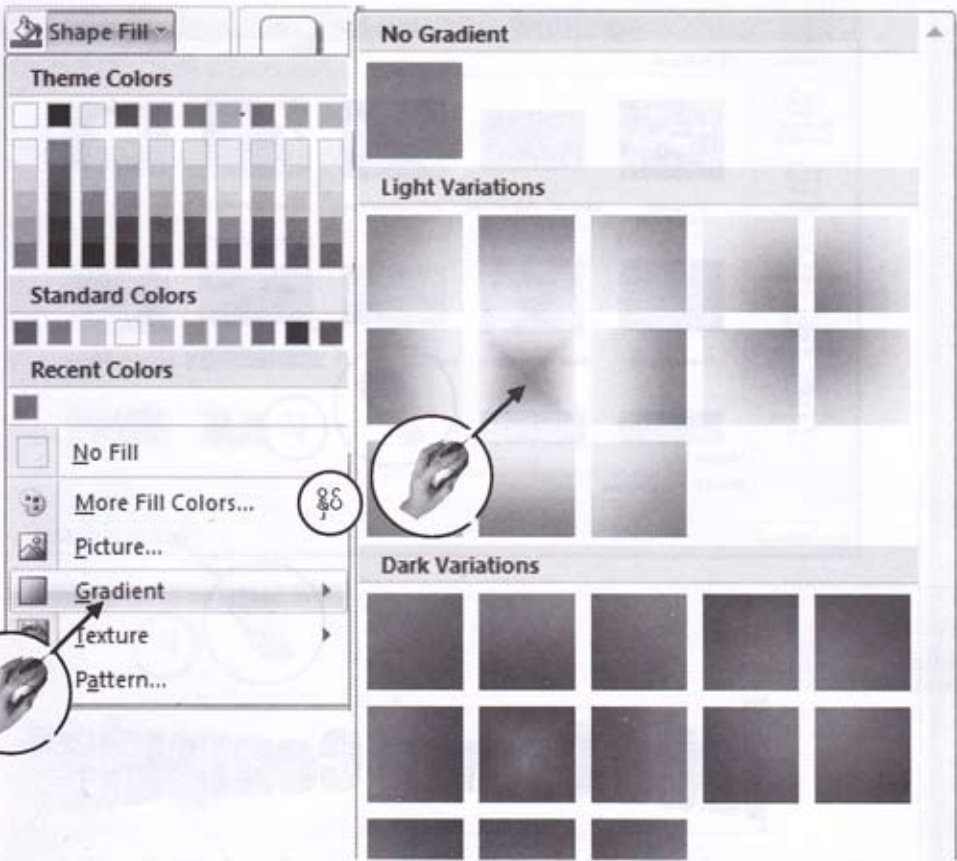 Shape Fill
Theme Colors
Standard Colors
Recent Colors
No Fill
More Fill Colors...
Picture...
Gradient
Texture
Pattern...
No Gradient
Light Variations
Dark Variations